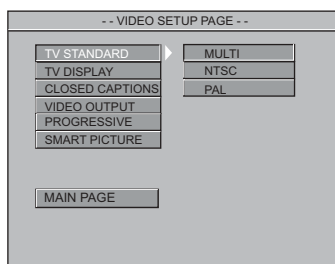 - - VIDEO SETUP PAGE - -
TV STANDARD
TV DISPLAY
CLOSED CAPTIONS
VIDEO OUTPUT
PROGRESSIVE
SMART PICTURE
MAIN PAGE
MULTI
NTSC
PAL